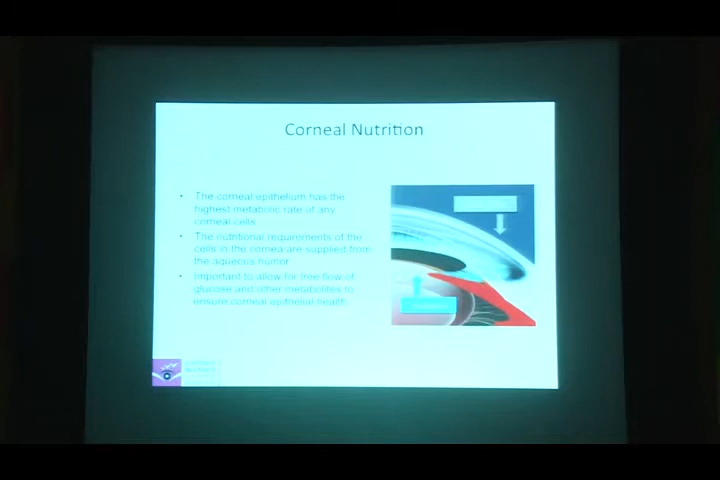 Corneal Nutrition
• The corneal epithelium has the
highest metabolic rate of any
corneal cells
• The nutritional requirements of the
cells in the cornea are supplied from
the aqueous humor
• Important to allow for free flow of
glucose and other metabolites to
ensure corneal epithelial health